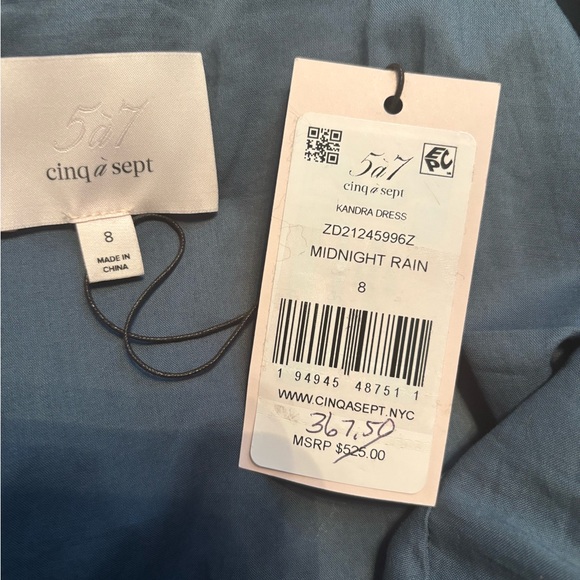 5à7
cinq à sept
8
MADE IN
CHINA
5à7
cinq à sept
EPC
KANDRA DRESS
ZD21245996Z
MIDNIGHT RAIN
8
1 94945 48751 1
WWW.CINQASEPT.NYC
367.50
MSRP $525.00